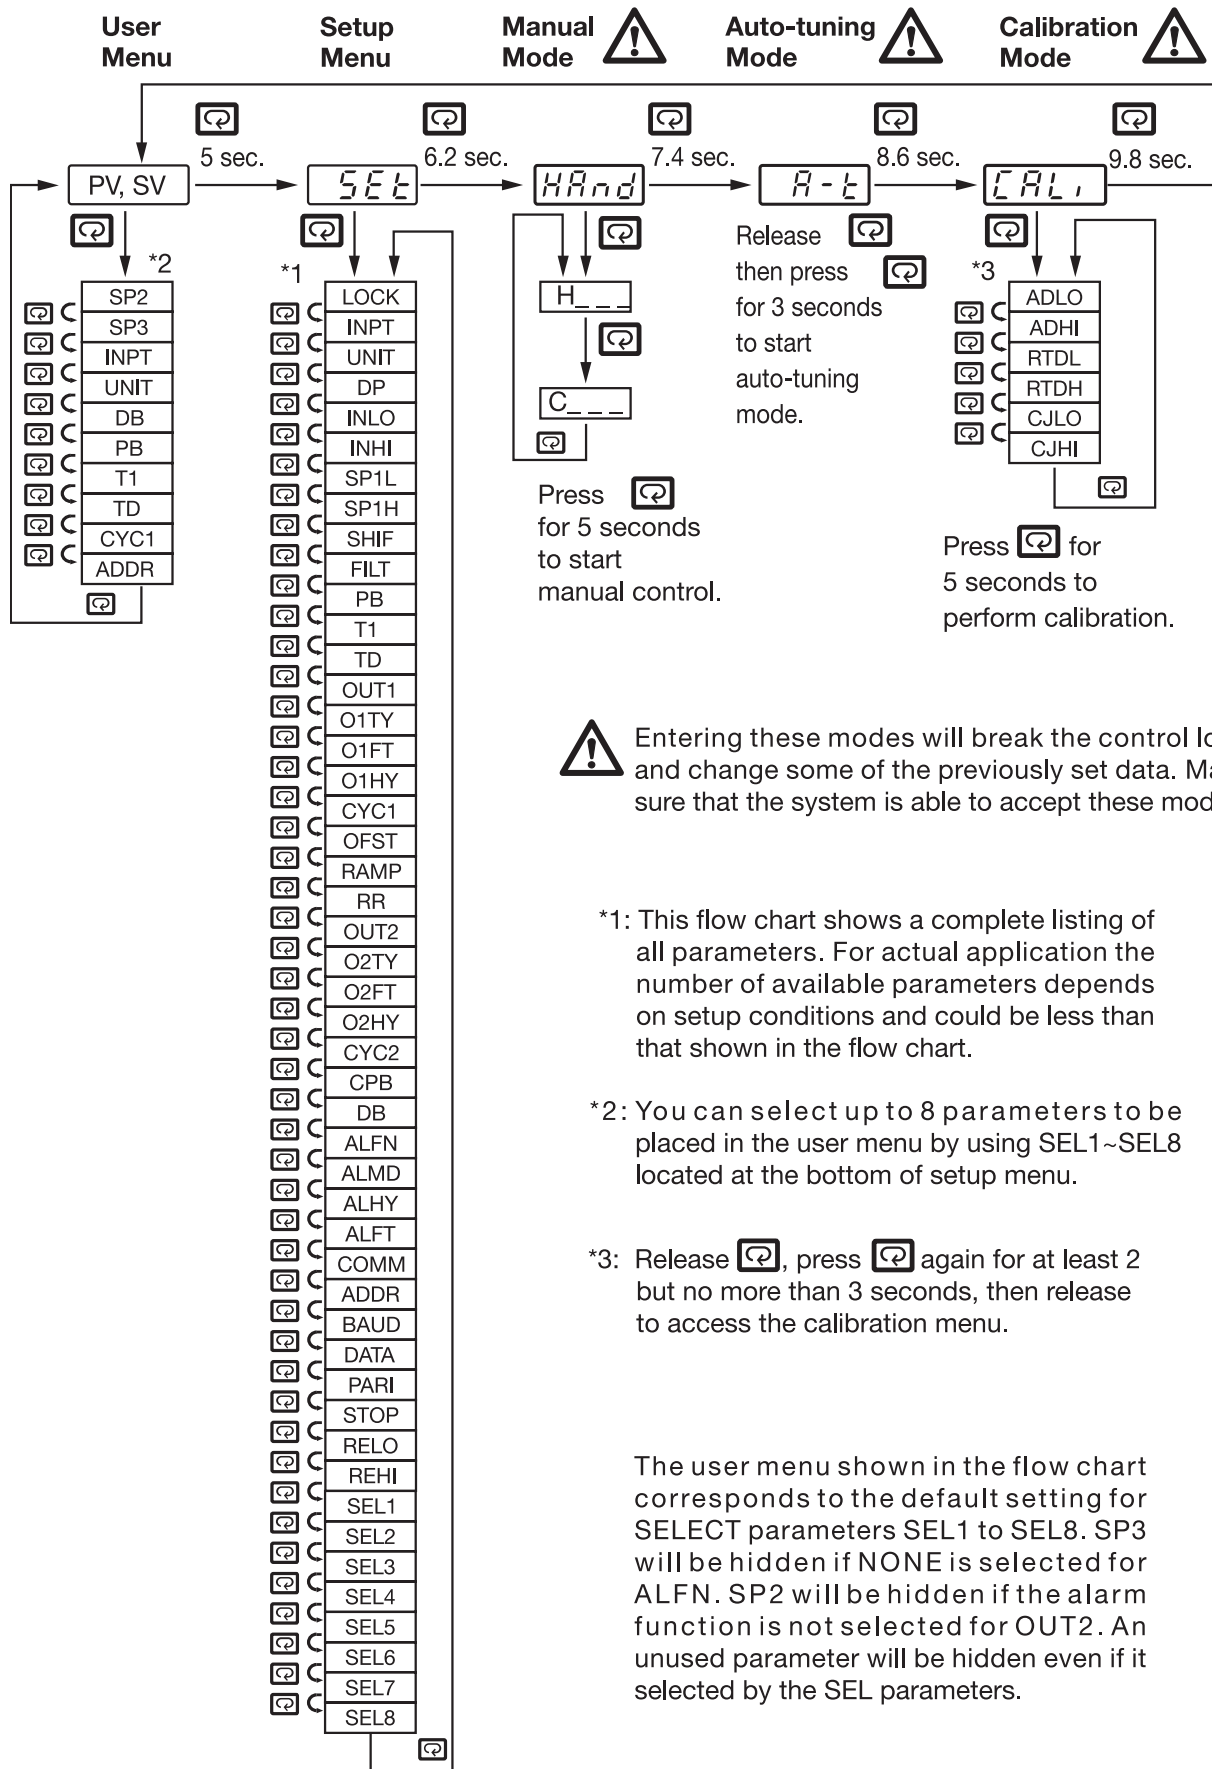 User Menu
Setup Menu
Manual Mode
Auto-tuning Mode
Calibration Mode
5 sec.
6.2 sec.
7.4 sec.
8.6 sec.
9.8 sec.
PV, SV
SEt
HAnd
A-t
CALi
*2
SP2
SP3
INPT
UNIT
DB
PB
T1
TD
CYC1
ADDR
*1
LOCK
INPT
UNIT
DP
INLO
INHI
SP1L
SP1H
SHIF
FILT
PB
T1
TD
OUT1
O1TY
O1FT
O1HY
CYC1
OFST
RAMP
RR
OUT2
O2TY
O2FT
O2HY
CYC2
CPB
DB
ALFN
ALMD
ALHY
ALFT
COMM
ADDR
BAUD
DATA
PARI
STOP
RELO
REHI
SEL1
SEL2
SEL3
SEL4
SEL5
SEL6
SEL7
SEL8
H_ _ _
C_ _ _
Press
for 5 seconds
to start
manual control.
Release
then press
for 3 seconds
to start
auto-tuning
mode.
*3
ADLO
ADHI
RTDL
RTDH
CJLO
CJHI
Press for
5 seconds to
perform calibration.
Entering these modes will break the control lo
and change some of the previously set data. Ma
sure that the system is able to accept these mod
*1: This flow chart shows a complete listing of
all parameters. For actual application the
number of available parameters depends
on setup conditions and could be less than
that shown in the flow chart.
*2: You can select up to 8 parameters to be
placed in the user menu by using SEL1~SEL8
located at the bottom of setup menu.
*3: Release , press again for at least 2
but no more than 3 seconds, then release
to access the calibration menu.
The user menu shown in the flow chart
corresponds to the default setting for
SELECT parameters SEL1 to SEL8. SP3
will be hidden if NONE is selected for
ALFN. SP2 will be hidden if the alarm
function is not selected for OUT2. An
unused parameter will be hidden even if it
selected by the SEL parameters.